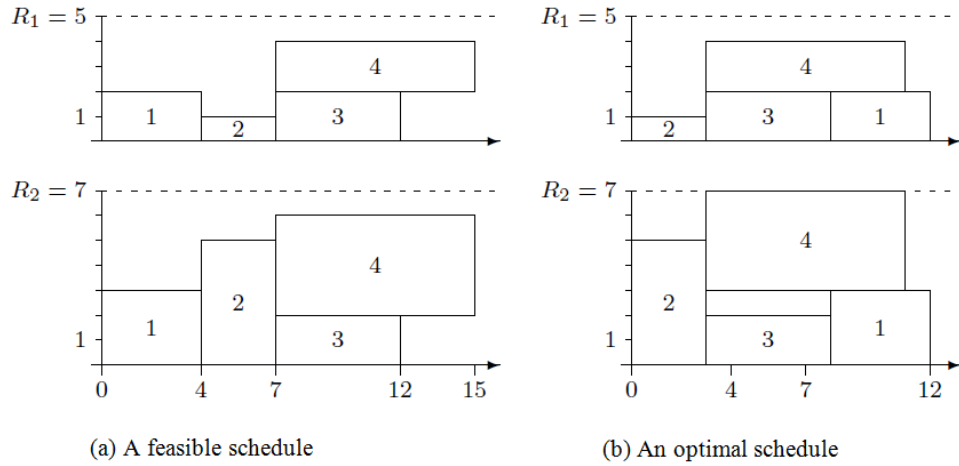 R₁ = 5
4
1
1
2
3
R₂ = 7
4
2
1
1
3
0 4 7 12 15
(a) A feasible schedule
R₁ = 5
4
1
2
3
1
R₂ = 7
4
2
1
3
1
0 4 7 12
(b) An optimal schedule